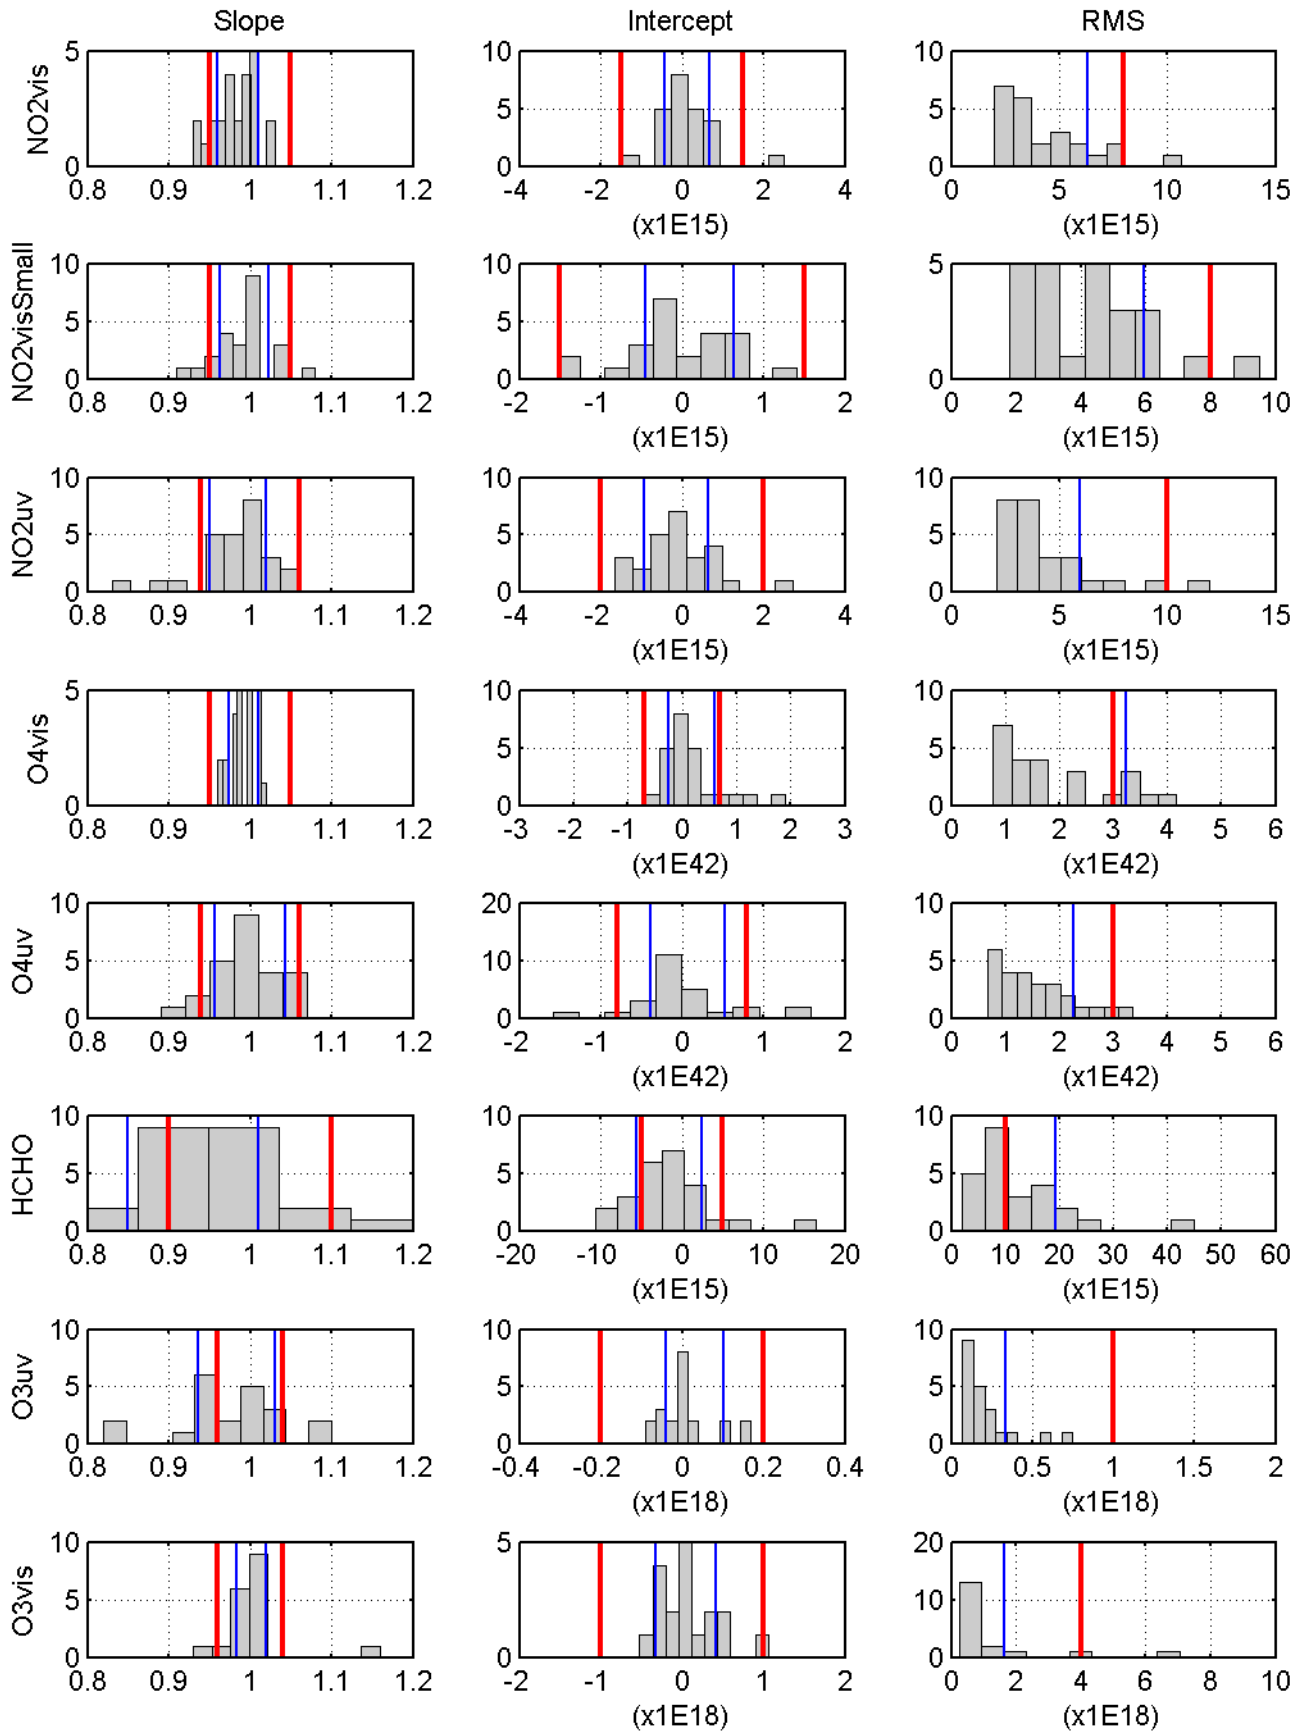 Slope Intercept RMS
NO2vis
5
0
0.8 0.9 1 1.1 1.2
10
5
0
-4 -2 0 2 4
(x1E15)
10
5
0
0 5 10 15
(x1E15)
NO2visSmall
10
5
0
0.8 0.9 1 1.1 1.2
10
5
0
-2 -1 0 1 2
(x1E15)
5
0
0 2 4 6 8 10
(x1E15)
NO2uv
10
5
0
0.8 0.9 1 1.1 1.2
10
5
0
-4 -2 0 2 4
(x1E15)
10
5
0
0 5 10 15
(x1E15)
O4vis
5
0
0.8 0.9 1 1.1 1.2
10
5
0
-3 -2 -1 0 1 2 3
(x1E42)
10
5
0
0 1 2 3 4 5 6
(x1E42)
O4uv
10
5
0
0.8 0.9 1 1.1 1.2
20
10
0
-2 -1 0 1 2
(x1E42)
10
5
0
0 1 2 3 4 5 6
(x1E42)
HCHO
10
5
0
0.8 0.9 1 1.1 1.2
10
5
0
-20 -10 0 10 20
(x1E15)
10
5
0
0 10 20 30 40 50 60
(x1E15)
O3uv
10
5
0
0.8 0.9 1 1.1 1.2
10
5
0
-0.4 -0.2 0 0.2 0.4
(x1E18)
10
5
0
0 0.5 1 1.5 2
(x1E18)
O3vis
10
5
0
0.8 0.9 1 1.1 1.2
5
0
-2 -1 0 1 2
(x1E18)
20
10
0
0 2 4 6 8 10
(x1E18)